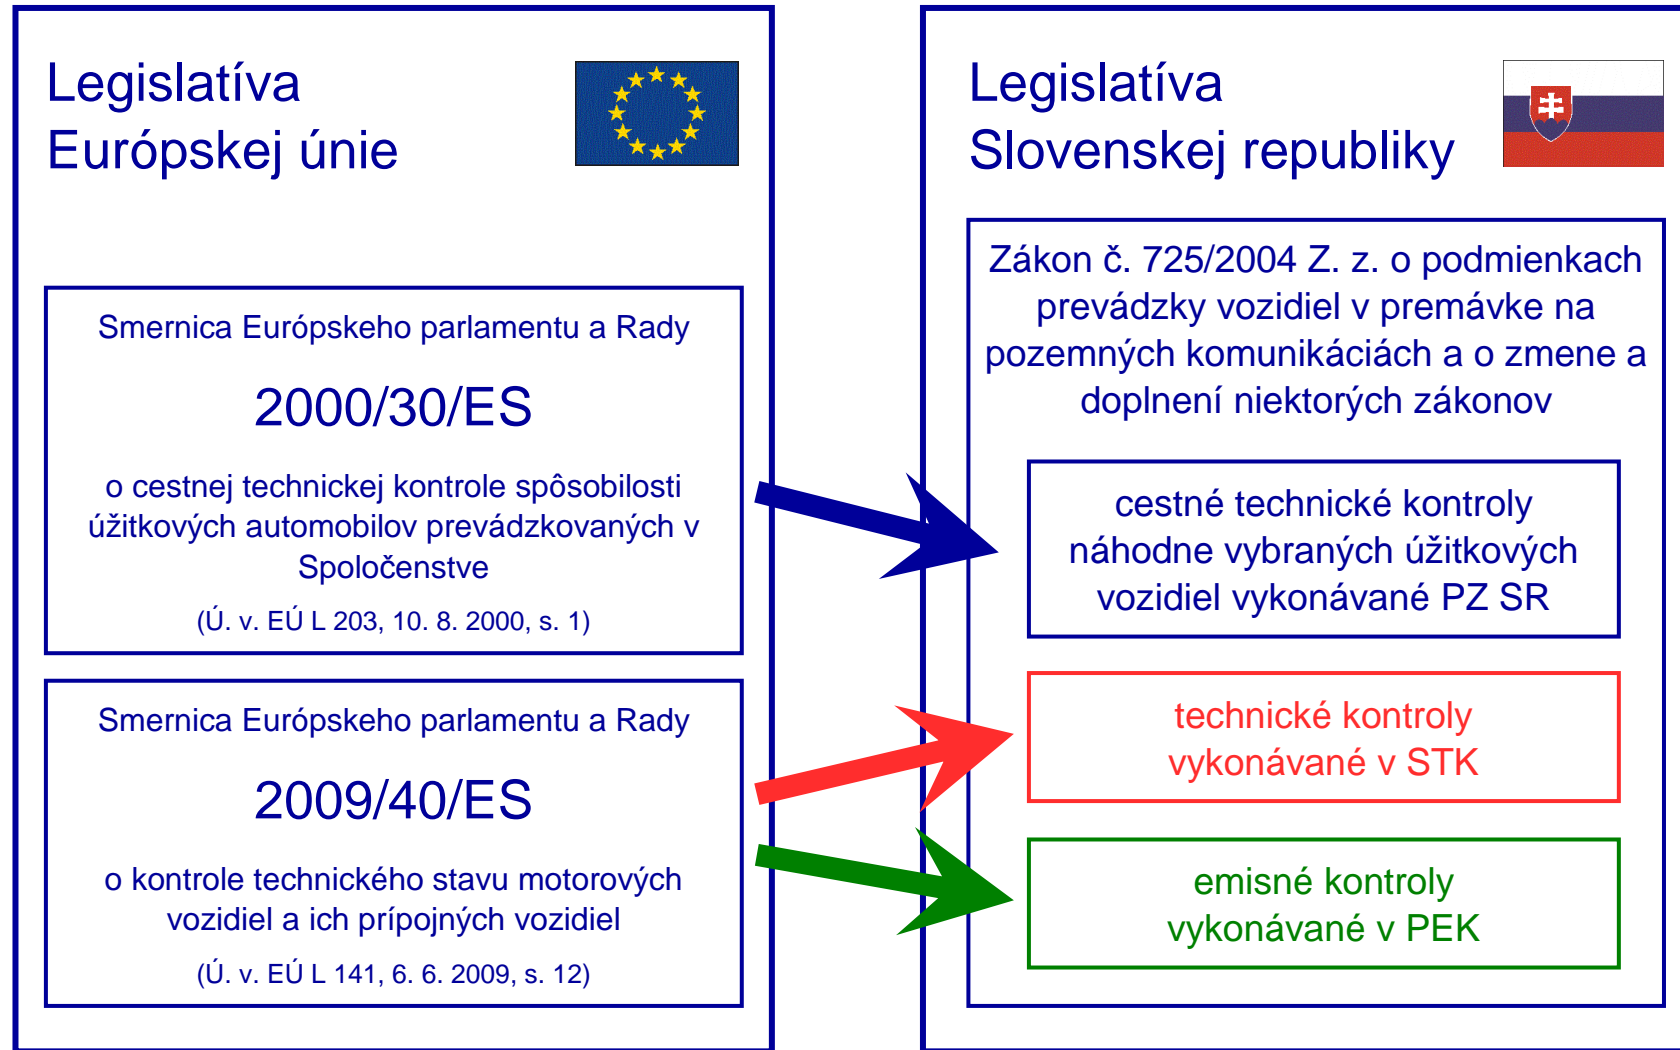 Legislatíva
Európskej únie
Smernica Európskeho parlamentu a Rady
2000/30/ES
o cestnej technickej kontrole spôsobilosti
úžitkových automobilov prevádzkovaných v
Spoločenstve
(Ú. v. EÚ L 203, 10. 8. 2000, s. 1)
Smernica Európskeho parlamentu a Rady
2009/40/ES
o kontrole technického stavu motorových
vozidiel a ich prípojných vozidiel
(Ú. v. EÚ L 141, 6. 6. 2009, s. 12)
Legislatíva
Slovenskej republiky
Zákon č. 725/2004 Z. z. o podmienkach
prevádzky vozidiel v premávke na
pozemných komunikáciách a o zmene a
doplnení niektorých zákonov
cestné technické kontroly
náhodne vybraných úžitkových
vozidiel vykonávané PZ SR
technické kontroly
vykonávané v STK
emisné kontroly
vykonávané v PEK